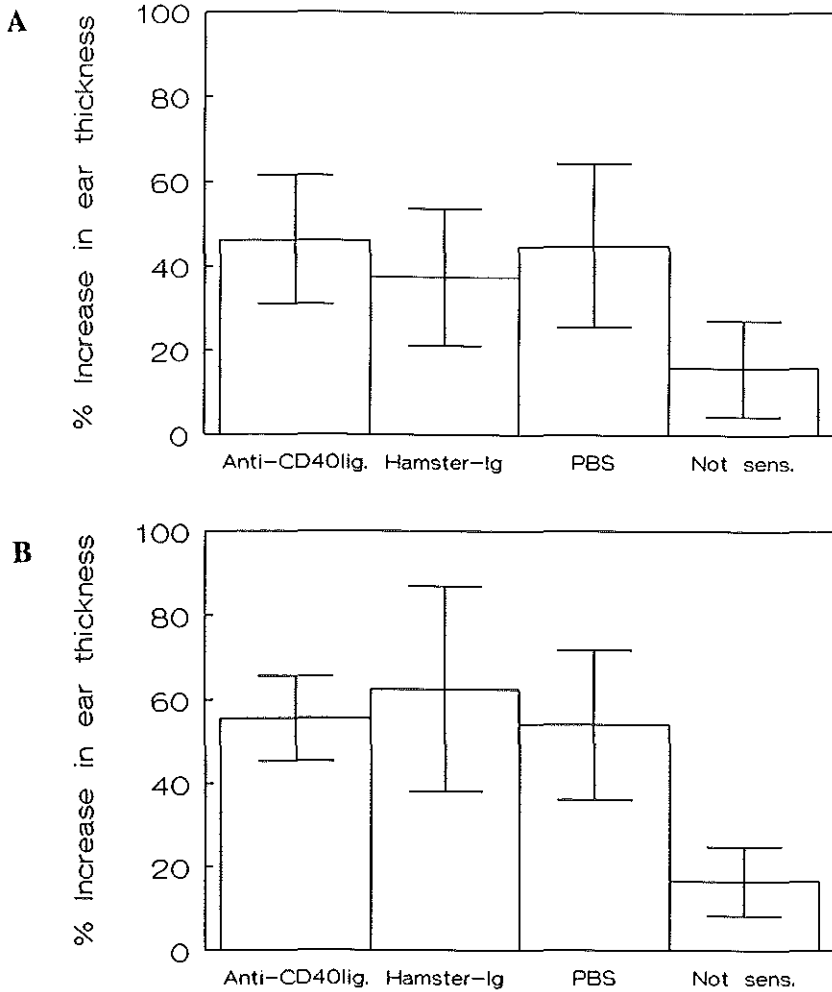 A
% Increase in ear thickness
100
80
60
40
20
0
Anti-CD40lig. Hamster-Ig PBS Not sens.
B
% Increase in ear thickness
100
80
60
40
20
0
Anti-CD40lig. Hamster-Ig PBS Not sens.